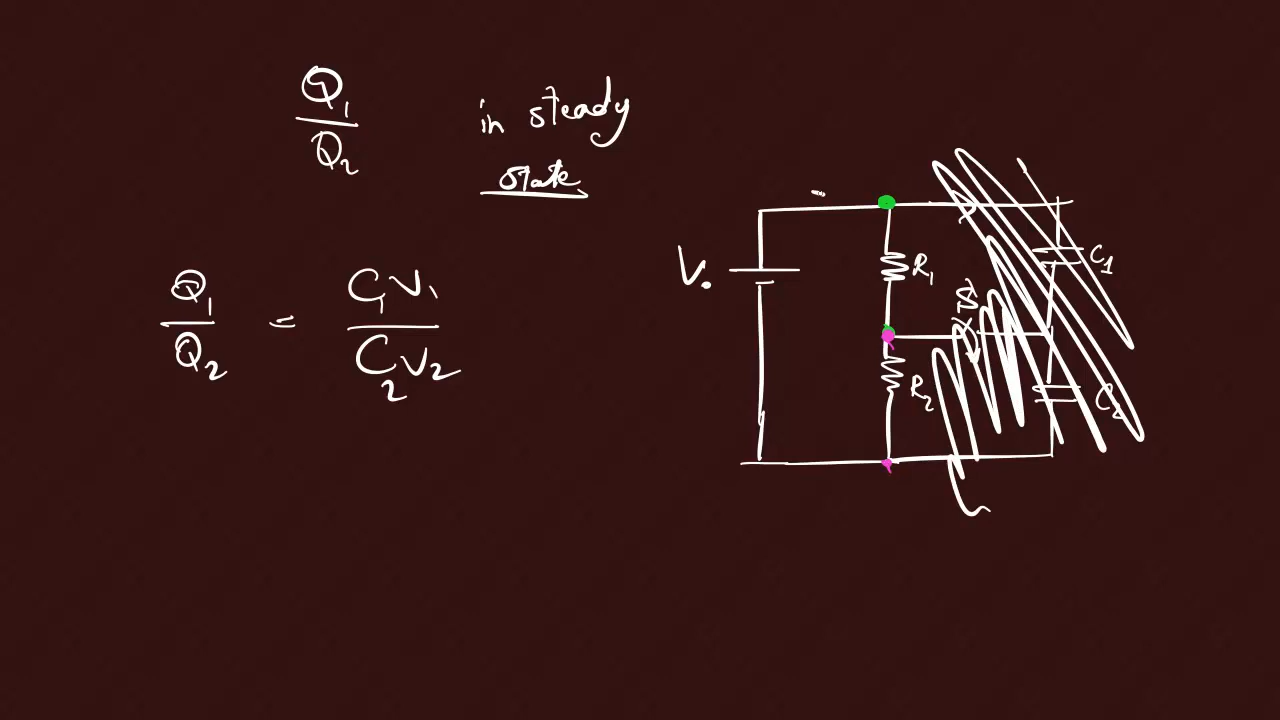 Q₁/Q₂ in steady
state
Q₁/Q₂ = C₁V₁/C₂V₂
V₀
R₁
C₁
R₂
C₂